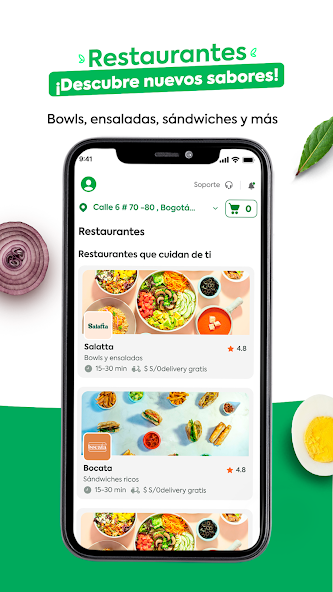 Restaurantes
¡Descubre nuevos sabores!
Bowls, ensaladas, sándwiches y más
9:41
Soporte
Calle 6 # 70 -80 , Bogotá...
0
Restaurantes
Restaurantes que cuidan de ti
Salatta
Salatta
4.8
Bowls y ensaladas
15-30 min
$ S/0delivery gratis
BOCATA
Bocata
4.8
Sándwiches ricos
15-30 min
$ S/0delivery gratis